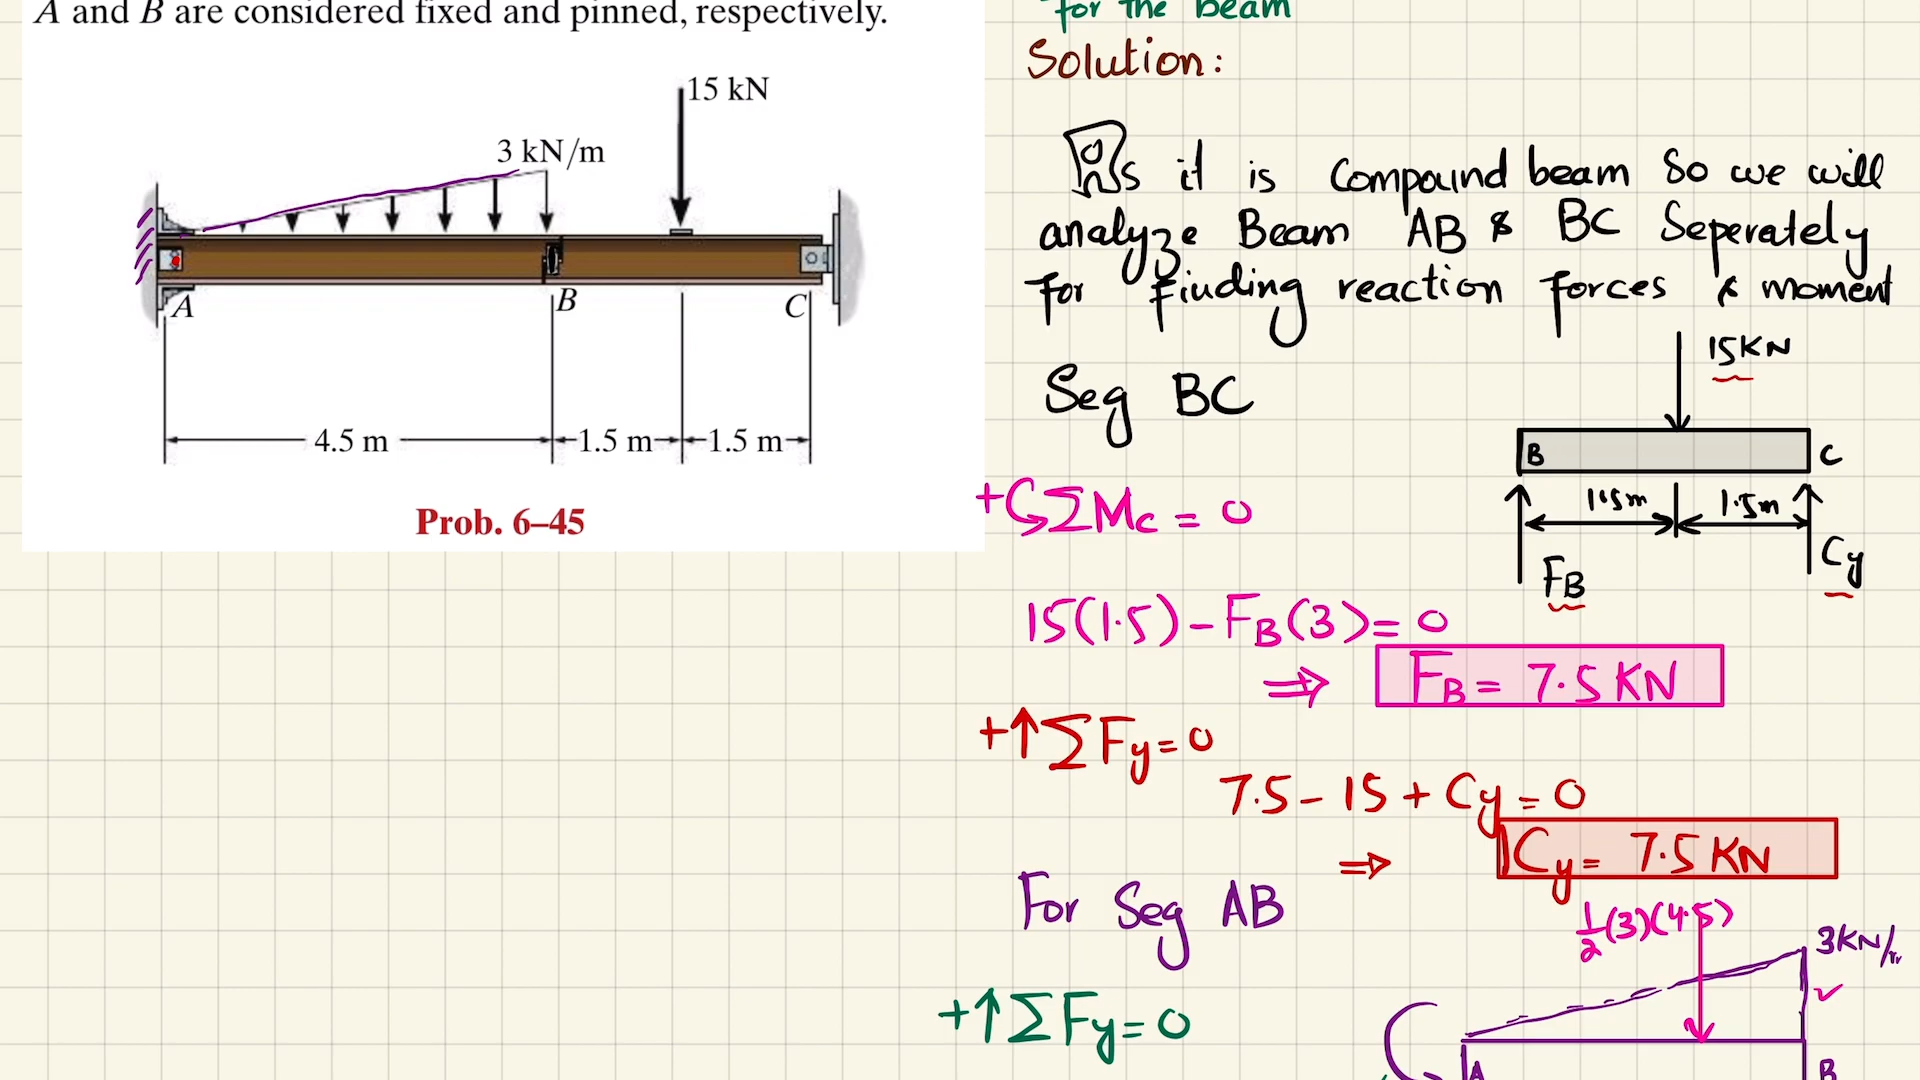 A and B are considered fixed and pinned, respectively.
15 kN
3 kN/m
A
B
C
4.5 m
1.5 m
1.5 m
Prob. 6–45
for the beam
Solution:
As it is Compound beam So we will
analyze Beam AB & BC Seperately
For Finding reaction forces & moment
Seg BC
15KN
B
C
1.5m
1.5m
FB
Cy
+↺ΣMc = 0
15(1.5) - FB(3) = 0
⇒ FB = 7.5 KN
+↑ΣFy = 0
7.5 - 15 + Cy = 0
⇒ Cy = 7.5 KN
For Seg AB
1/2(3)(4.5)
3KN/m
+↑ΣFy = 0
A
B